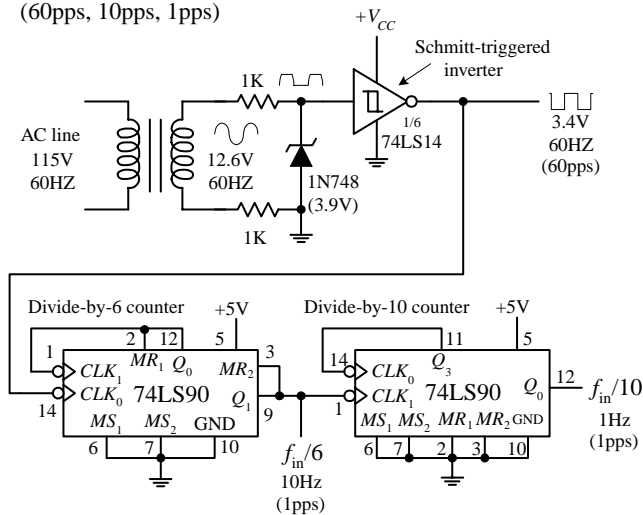 (60pps, 10pps, 1pps)
+V_CC
Schmitt-triggered
inverter
1K
AC line
115V
60HZ
12.6V
60HZ
1N748
(3.9V)
1/6
74LS14
3.4V
60HZ
(60pps)
1K
Divide-by-6 counter
+5V
Divide-by-10 counter
+5V
2 12 5 3
1 MR1 Q0 MR2
CLK1
CLK0 74LS90 Q1
14 9
MS1 MS2 GND
6 7 10
11 5
14 Q3
CLK0
1 CLK1 74LS90 Q0 12
MS1 MS2 MR1 MR2 GND
6 7 2 3 10
f_in/6
10Hz
(1pps)
f_in/10
1Hz
(1pps)